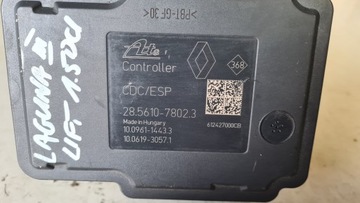 >PBT-GF30<
Ate
Controller
368
CDC/ESP
28.5610-7802.3
Made in Hungary
10.0961-1443.3
10.0619-3057.1
612427000CB
LAGUNA III
1.5DCI